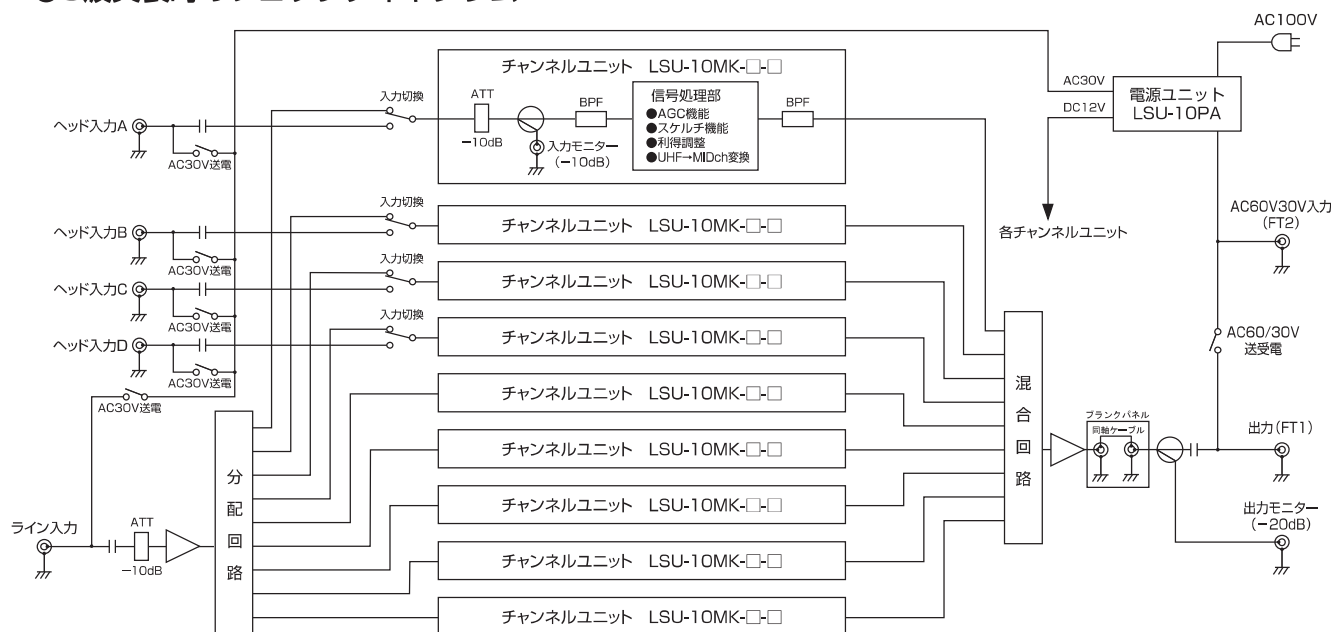 AC100V
チャンネルユニット LSU-10MK-□-□
AC30V
電源ユニット
LSU-10PA
DC12V
入力切換
ATT
BPF
信号処理部
●AGC機能
●スケルチ機能
●利得調整
●UHF→MIDch変換
BPF
ヘッド入力A
-10dB
入力モニター
(-10dB)
AC30V送電
入力切換
AC60V30V入力
(FT2)
ヘッド入力B
チャンネルユニット LSU-10MK-□-□
各チャンネルユニット
AC30V送電
入力切換
ヘッド入力C
チャンネルユニット LSU-10MK-□-□
AC30V送電
入力切換
ヘッド入力D
チャンネルユニット LSU-10MK-□-□
AC60/30V
送受電
AC30V送電
AC30V送電
チャンネルユニット LSU-10MK-□-□
混合回路
ブランクパネル
同軸ケーブル
出力(FT1)
チャンネルユニット LSU-10MK-□-□
分配回路
チャンネルユニット LSU-10MK-□-□
出力モニター
(-20dB)
ライン入力
ATT
-10dB
チャンネルユニット LSU-10MK-□-□
チャンネルユニット LSU-10MK-□-□